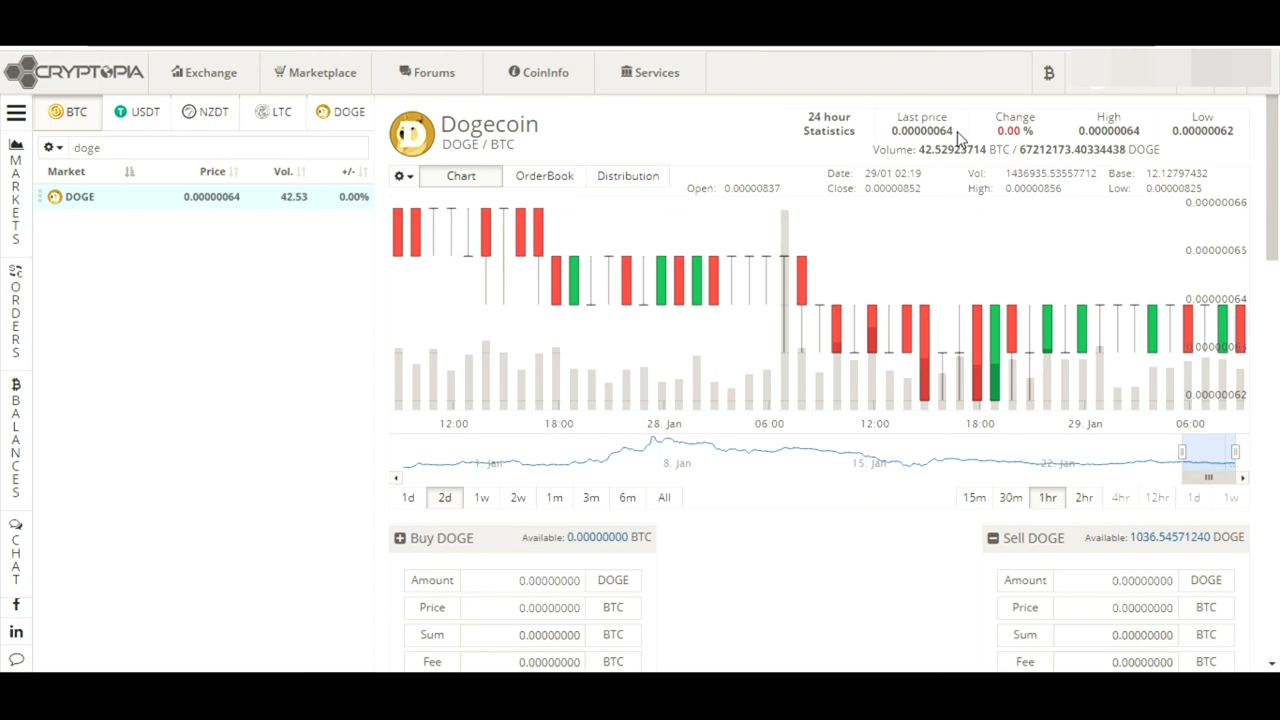 CRYPTOPIA
Exchange
Marketplace
Forums
CoinInfo
Services
BTC
USDT
NZDT
LTC
DOGE
doge
Market Price Vol. +/-
DOGE 0.00000064 42.53 0.00%
MARKETS
ORDERS
BALANCES
CHAT
Dogecoin
DOGE / BTC
24 hour
Statistics
Last price
0.00000064
Change
0.00 %
High
0.00000064
Low
0.00000062
Volume: 42.52923714 BTC / 67212173.40334438 DOGE
Chart
OrderBook
Distribution
Date: 29/01 02:19 Vol: 1436935.53557712 Base: 12.12797432
Open: 0.00000837 Close: 0.00000852 High: 0.00000856 Low: 0.00000825
0.00000066
0.00000065
0.00000064
0.00000063
0.00000062
12:00 18:00 28. Jan 06:00 12:00 18:00 29. Jan 06:00
1. Jan 8. Jan 15. Jan 22. Jan
1d 2d 1w 2w 1m 3m 6m All
15m 30m 1hr 2hr 4hr 12hr 1d 1w
Buy DOGE Available: 0.00000000 BTC
Amount 0.00000000 DOGE
Price 0.00000000 BTC
Sum 0.00000000 BTC
Fee 0.00000000 BTC
Sell DOGE Available: 1036.54571240 DOGE
Amount 0.00000000 DOGE
Price 0.00000000 BTC
Sum 0.00000000 BTC
Fee 0.00000000 BTC